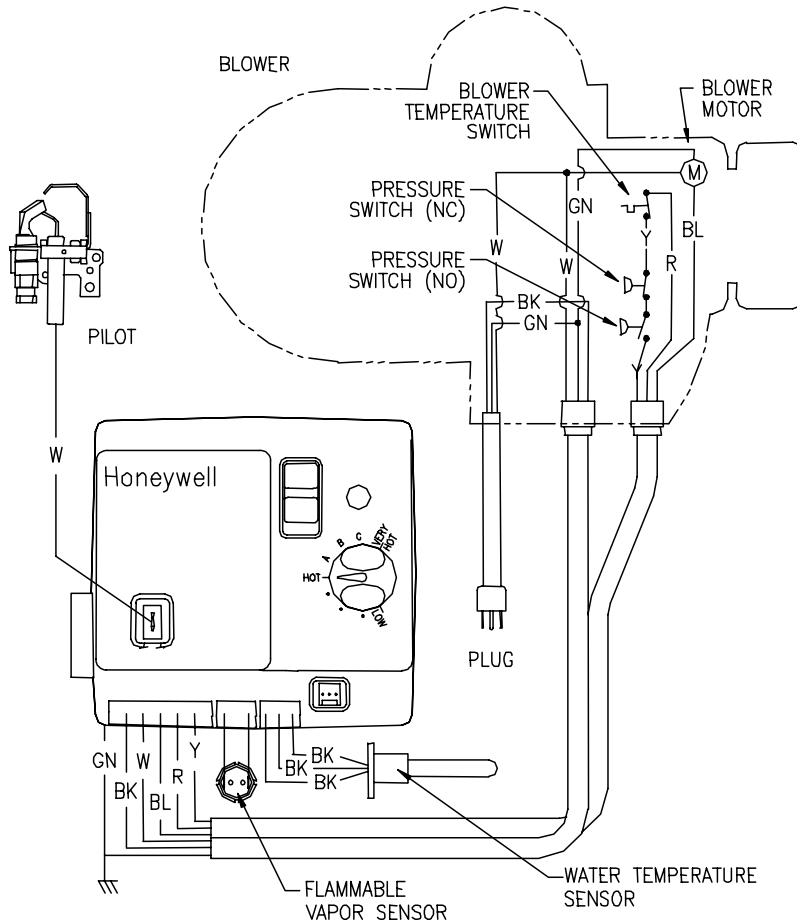 BLOWER
BLOWER
TEMPERATURE
SWITCH
BLOWER
MOTOR
M
PRESSURE
SWITCH (NC)
GN
W
W
Y
R
BL
PRESSURE
SWITCH (NO)
BK
GN
Y
PILOT
W
Honeywell
A
B
C
VERY
HOT
HOT
LOW
PLUG
GN
BK
W
BL
R
Y
BK
BK
BK
FLAMMABLE
VAPOR SENSOR
WATER TEMPERATURE
SENSOR